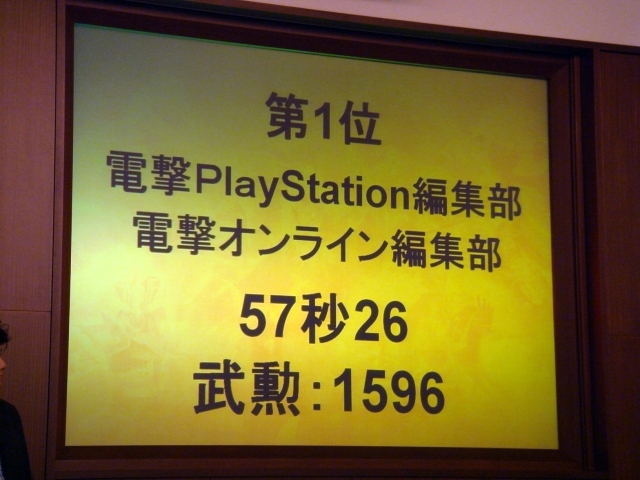 第1位
電撃PlayStation編集部
電撃オンライン編集部
57秒26
武勲：1596